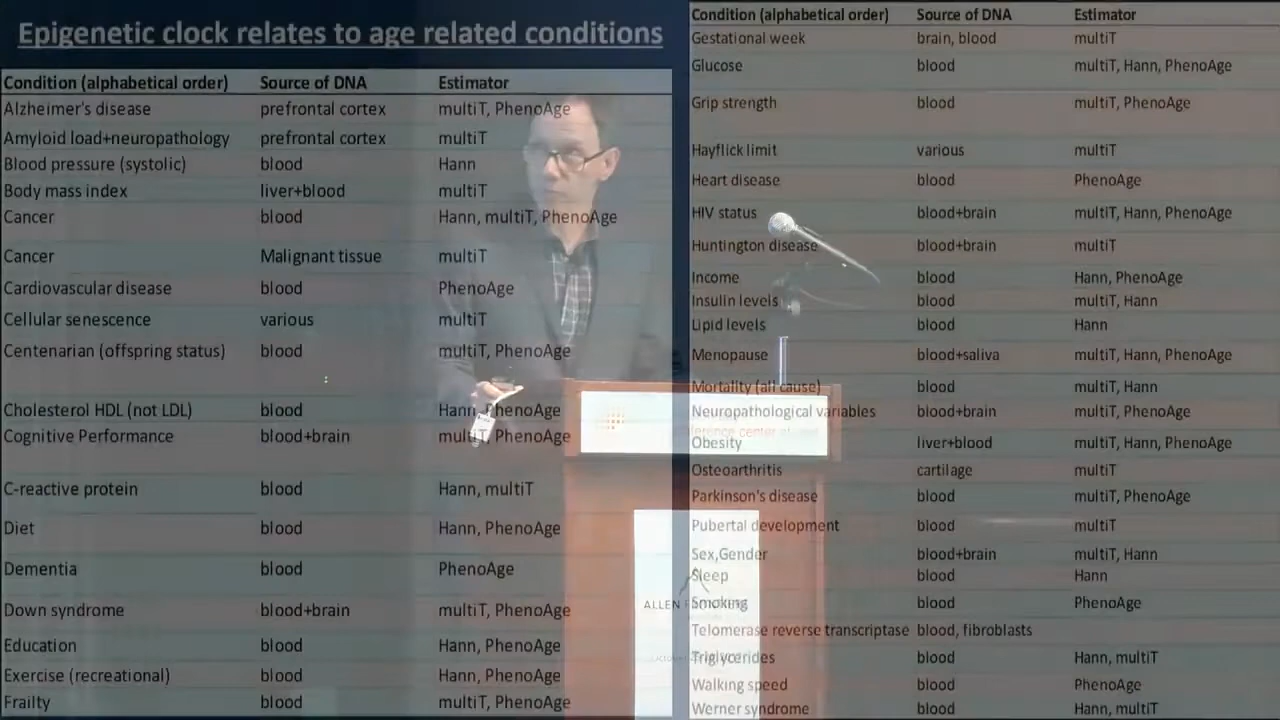 Epigenetic clock relates to age related conditions
Condition (alphabetical order) Source of DNA Estimator
Alzheimer's disease prefrontal cortex multiT, PhenoAge
Amyloid load+neuropathology prefrontal cortex multiT
Blood pressure (systolic) blood Hann
Body mass index liver+blood multiT
Cancer blood Hann, multiT, PhenoAge
Cancer Malignant tissue multiT
Cardiovascular disease blood PhenoAge
Cellular senescence various multiT
Centenarian (offspring status) blood multiT, PhenoAge
Cholesterol HDL (not LDL) blood Hann, PhenoAge
Cognitive Performance blood+brain multiT, PhenoAge
C-reactive protein blood Hann, multiT
Diet blood Hann, PhenoAge
Dementia blood PhenoAge
Down syndrome blood+brain multiT, PhenoAge
Education blood Hann, PhenoAge
Exercise (recreational) blood Hann, PhenoAge
Frailty blood multiT, PhenoAge
Condition (alphabetical order) Source of DNA Estimator
Gestational week brain, blood multiT
Glucose blood multiT, Hann, PhenoAge
Grip strength blood multiT, PhenoAge
Hayflick limit various multiT
Heart disease blood PhenoAge
HIV status blood+brain multiT, Hann, PhenoAge
Huntington disease blood+brain multiT
Income blood Hann, PhenoAge
Insulin levels blood multiT, Hann
Lipid levels blood Hann
Menopause blood+saliva multiT, Hann, PhenoAge
Mortality (all cause) blood multiT, Hann
Neuropathological variables blood+brain multiT, PhenoAge
Obesity liver+blood multiT, Hann, PhenoAge
Osteoarthritis cartilage multiT
Parkinson's disease blood multiT, PhenoAge
Pubertal development blood multiT
Sex,Gender blood+brain multiT, Hann
Sleep blood Hann
Smoking blood PhenoAge
Telomerase reverse transcriptase blood, fibroblasts
Triglycerides blood Hann, multiT
Walking speed blood PhenoAge
Werner syndrome blood Hann, multiT
ALLEN